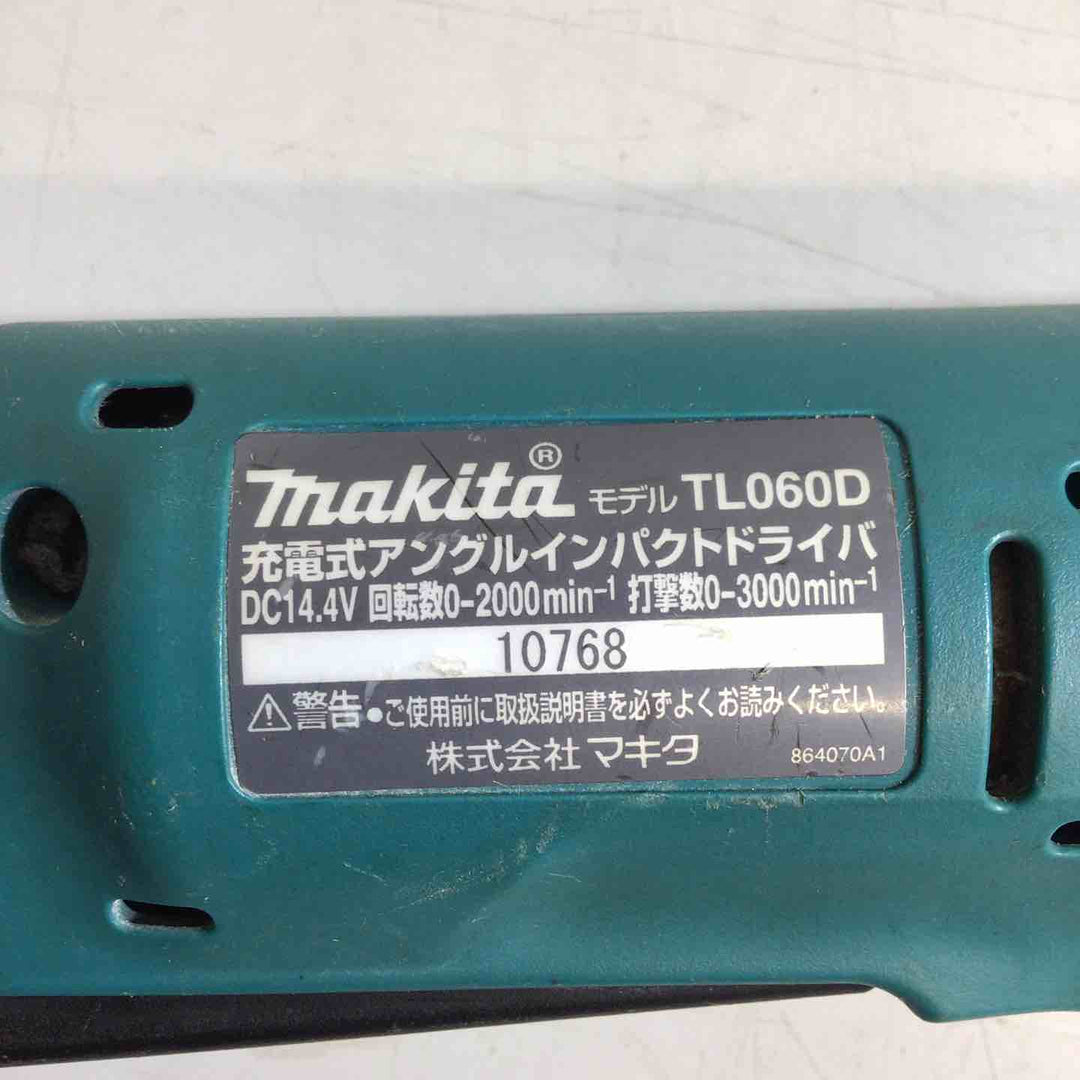 makita® モデル TL060D
充電式アングルインパクトドライバ
DC14.4V 回転数0-2000min⁻¹ 打撃数0-3000min⁻¹
10768
⚠警告●ご使用前に取扱説明書を必ずよくお読みください。
株式会社 マキタ 864070A1